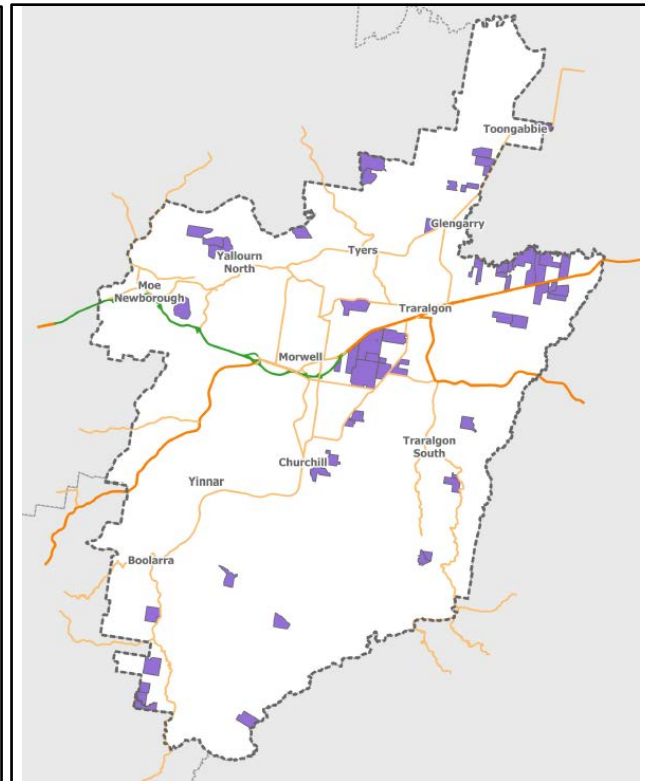 Toongabbie
Glengarry
Tyers
Yallourn
North
Moe
Newborough
Traralgon
Morwell
Traralgon
South
Churchill
Yinnar
Boolarra